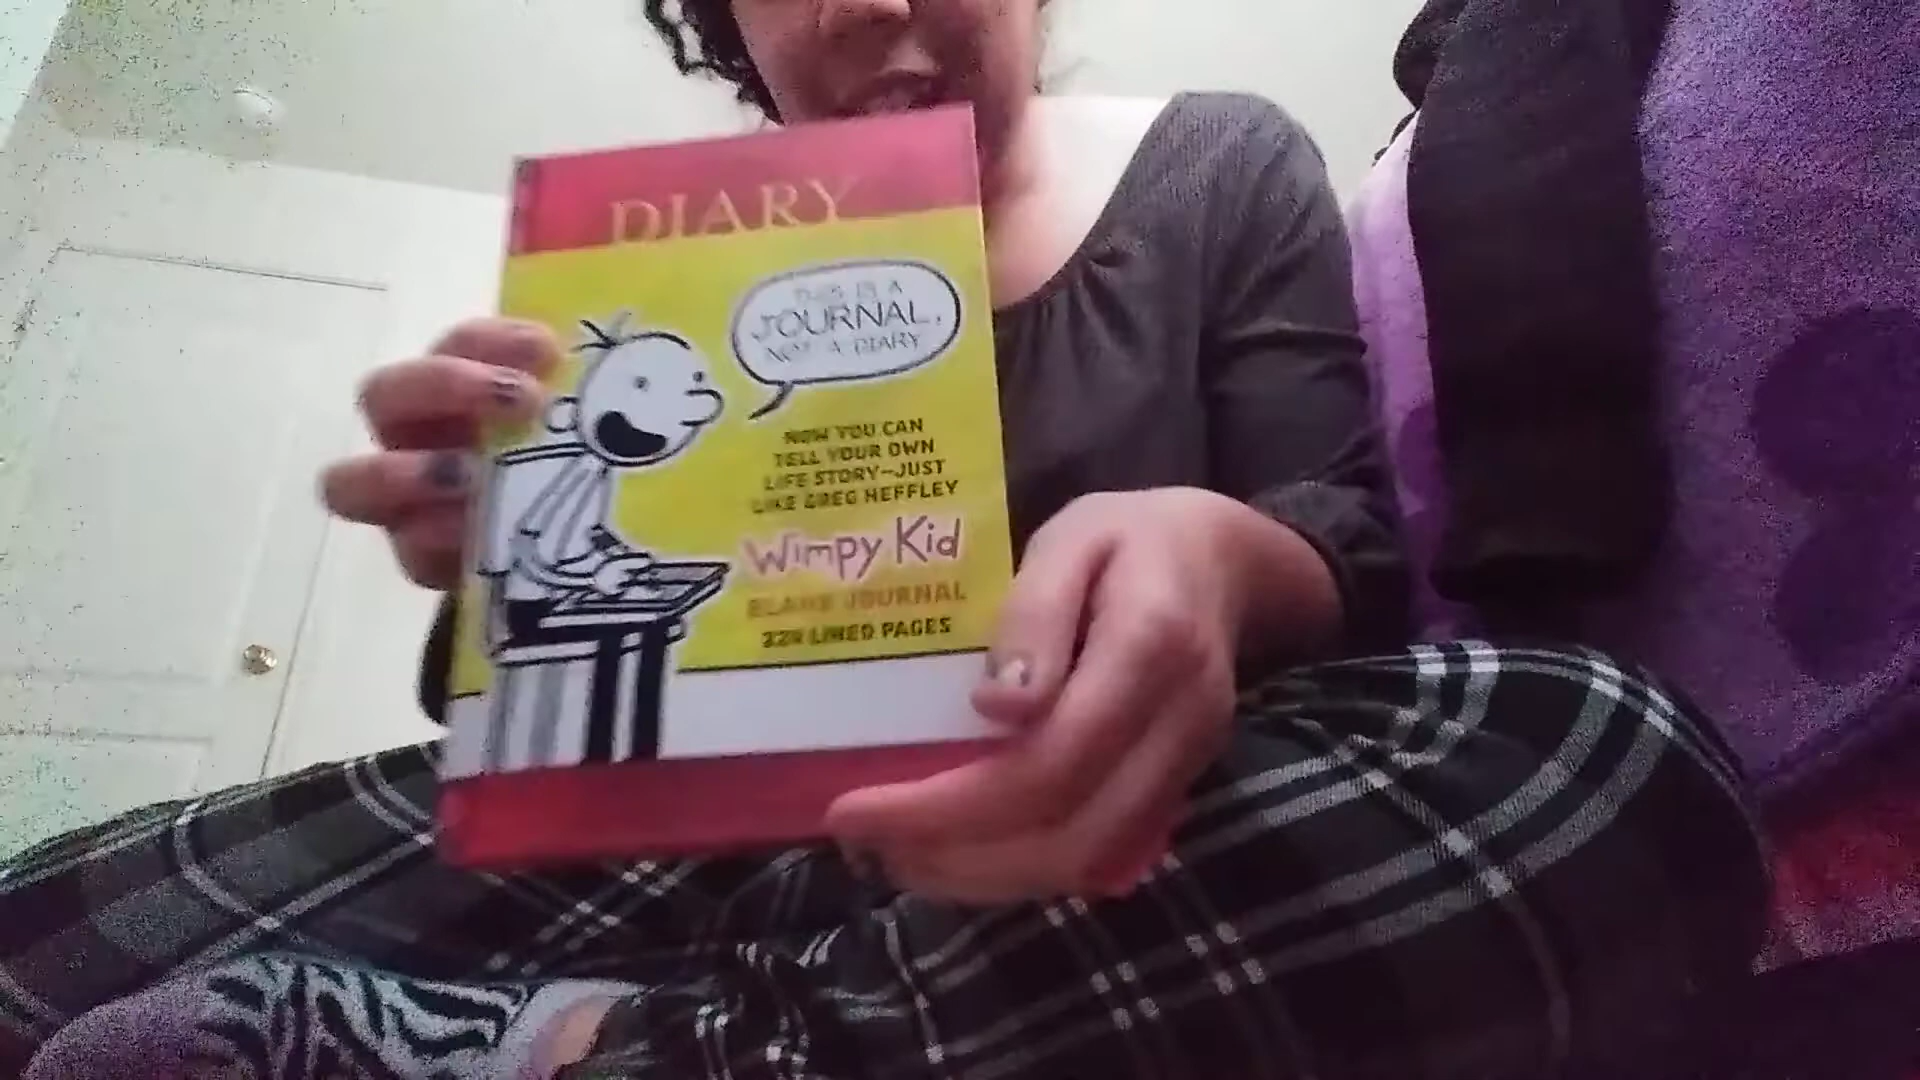 DIARY
THIS IS A
JOURNAL,
NOT A DIARY
NOW YOU CAN
TELL YOUR OWN
LIFE STORY–JUST
LIKE GREG HEFFLEY
Wimpy Kid
BLANK JOURNAL
224 LINED PAGES